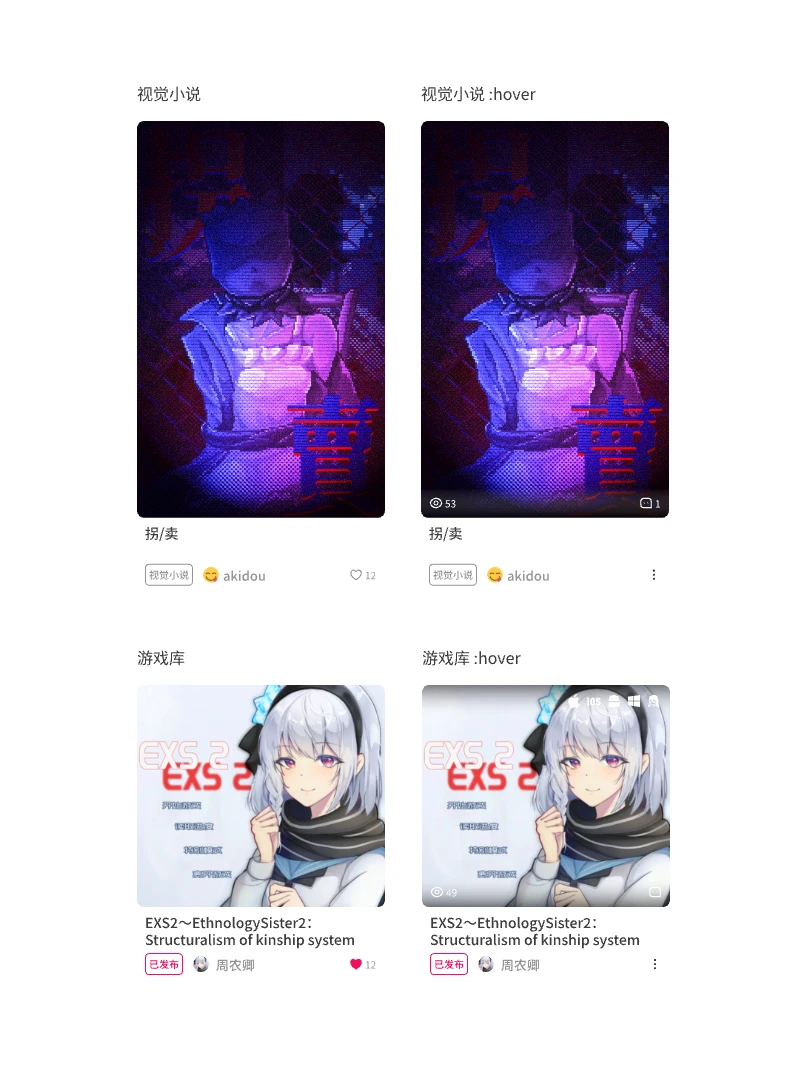 视觉小说
视觉小说 :hover
53
1
拐/卖
拐/卖
视觉小说
akidou
12
视觉小说
akidou
游戏库
游戏库 :hover
EXS 2
EXS 2
iOS
EXS 2
EXS 2
49
EXS2～EthnologySister2：
Structuralism of kinship system
EXS2～EthnologySister2：
Structuralism of kinship system
已发布
周农卿
12
已发布
周农卿